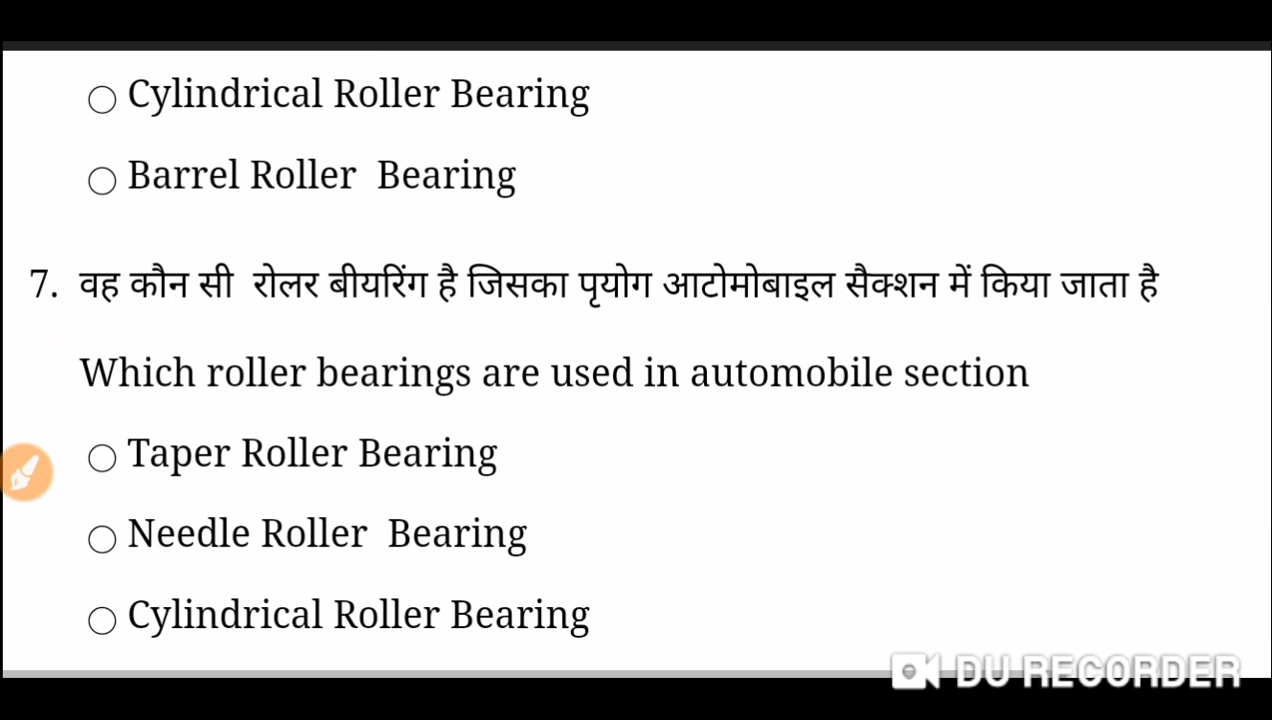 Cylindrical Roller Bearing
Barrel Roller  Bearing
7. वह कौन सी  रोलर बीयरिंग है जिसका पृयोग आटोमोबाइल सैक्शन में किया जाता है
Which roller bearings are used in automobile section
Taper Roller Bearing
Needle Roller  Bearing
Cylindrical Roller Bearing
DU RECORDER